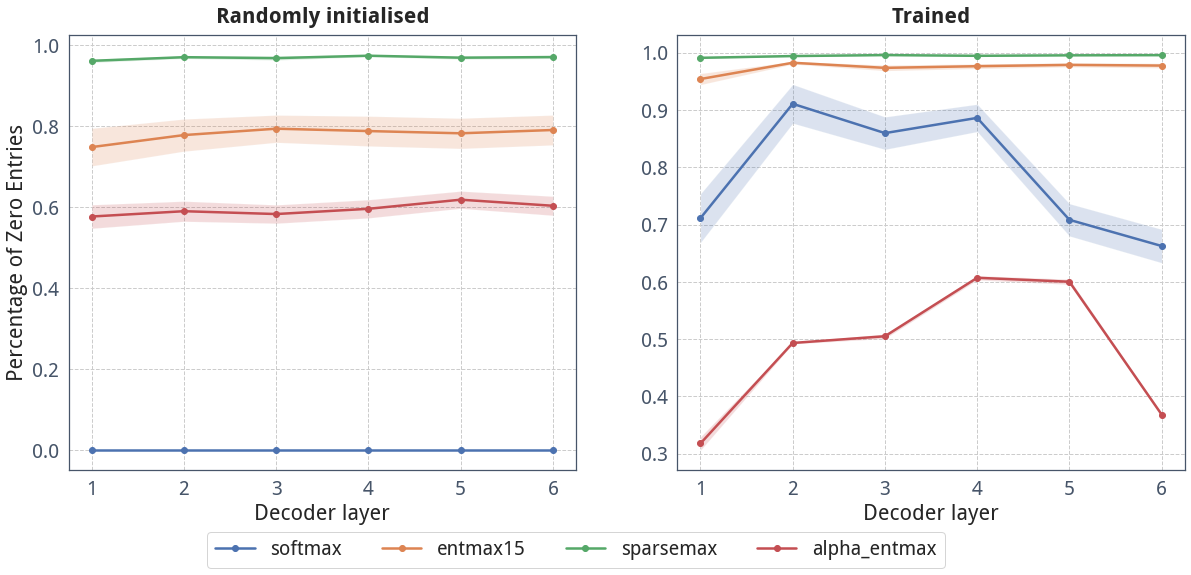 Randomly initialised
Percentage of Zero Entries
1.0
0.8
0.6
0.4
0.2
0.0
1 2 3 4 5 6
Decoder layer
Trained
1.0
0.9
0.8
0.7
0.6
0.5
0.4
0.3
1 2 3 4 5 6
Decoder layer
softmax entmax15 sparsemax alpha_entmax